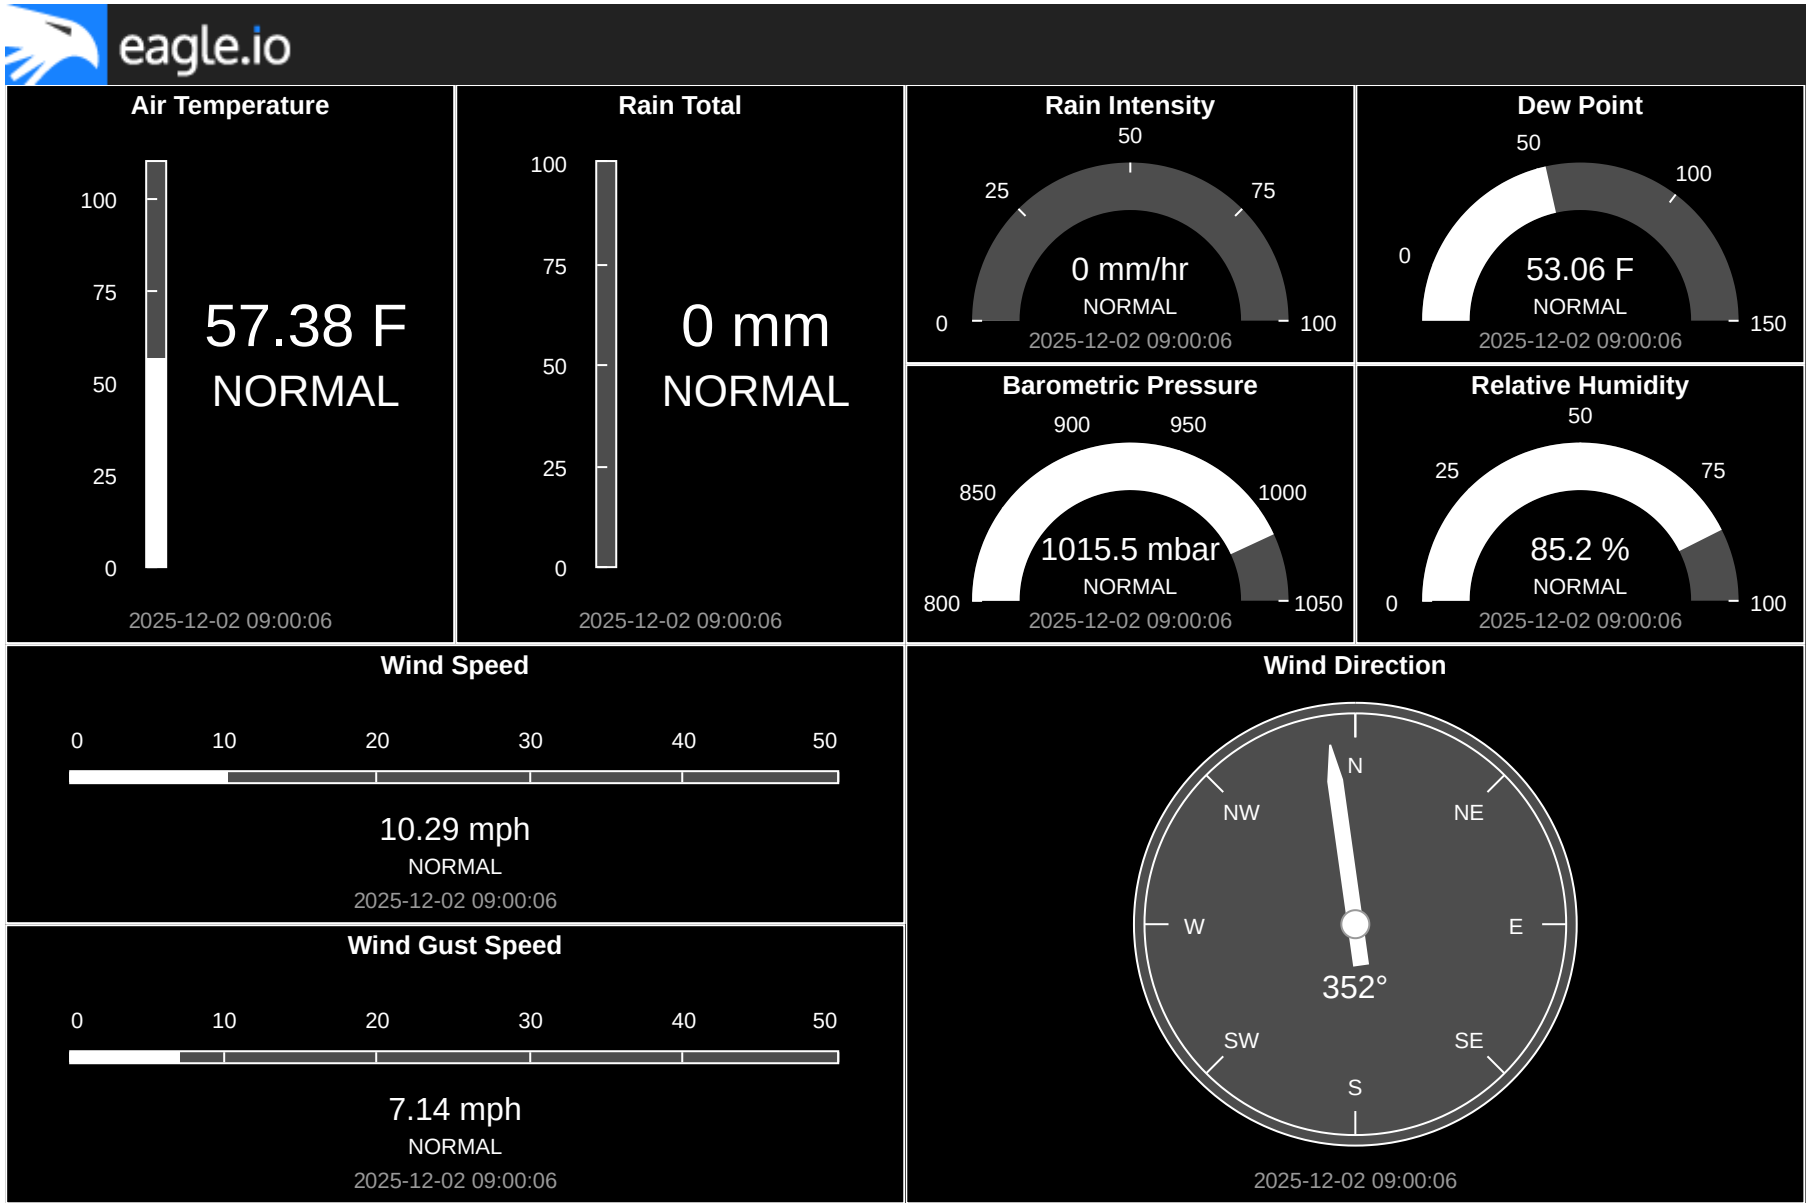 eagle.io
Air Temperature
100
75
50
25
0
57.38 F
NORMAL
2025-12-02 09:00:06
Rain Total
100
75
50
25
0
0 mm
NORMAL
2025-12-02 09:00:06
Rain Intensity
0
25
50
75
100
0 mm/hr
NORMAL
2025-12-02 09:00:06
Dew Point
0
50
100
150
53.06 F
NORMAL
2025-12-02 09:00:06
Barometric Pressure
800
850
900
950
1000
1050
1015.5 mbar
NORMAL
2025-12-02 09:00:06
Relative Humidity
0
25
50
75
100
85.2 %
NORMAL
2025-12-02 09:00:06
Wind Speed
0 10 20 30 40 50
10.29 mph
NORMAL
2025-12-02 09:00:06
Wind Gust Speed
0 10 20 30 40 50
7.14 mph
NORMAL
2025-12-02 09:00:06
Wind Direction
N
NW NE
W E
352°
SW SE
S
2025-12-02 09:00:06